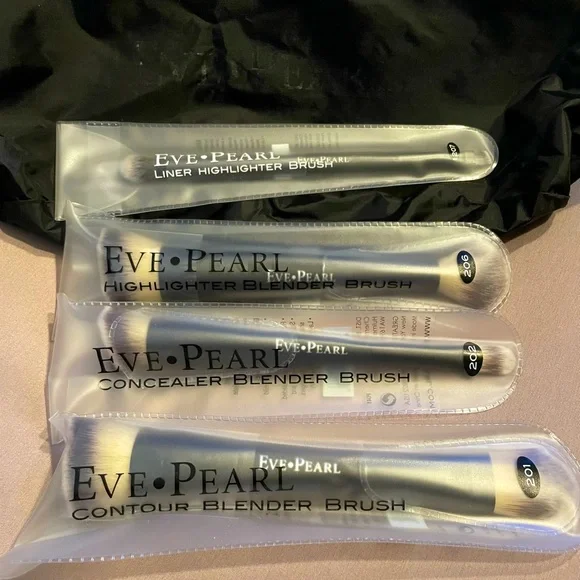 EVE•PEARL
LINER HIGHLIGHTER BRUSH
EVE•PEARL
207
EVE•PEARL
HIGHLIGHTER BLENDER BRUSH
EVE•PEARL
206
EVE•PEARL
CONCEALER BLENDER BRUSH
EVE•PEARL
202
EVE•PEARL
CONTOUR BLENDER BRUSH
EVE•PEARL
201